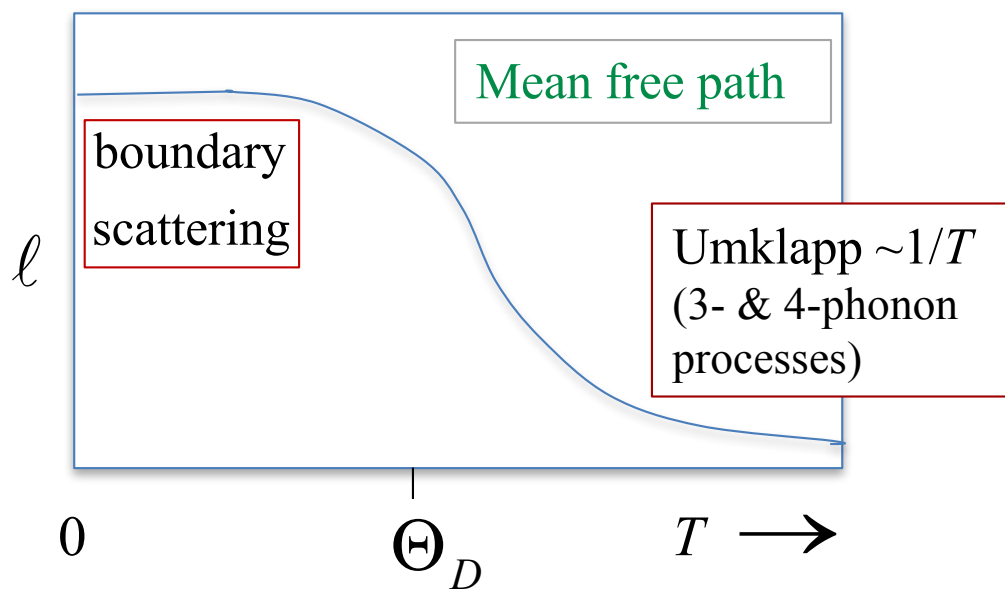 Mean free path
boundary
scattering
ℓ
Umklapp ~1/T
(3- & 4-phonon
processes)
0
Θ_D
T